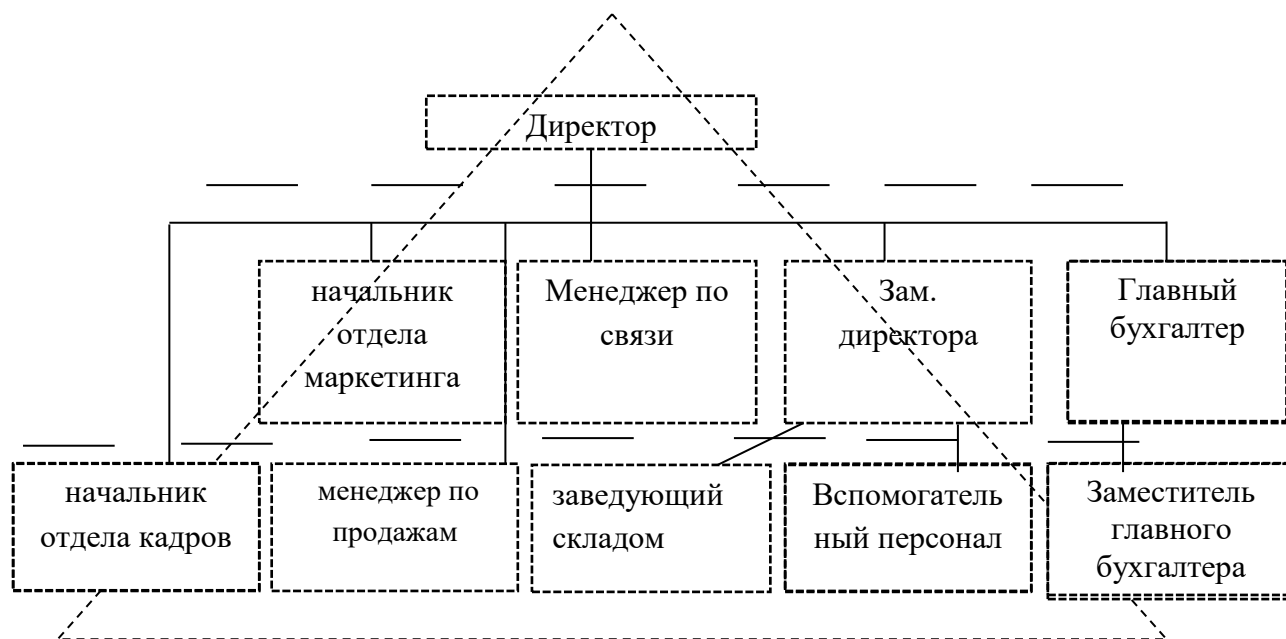 Директор
начальник
отдела
маркетинга
Менеджер по
связи
Зам.
директора
Главный
бухгалтер
начальник
отдела кадров
менеджер по
продажам
заведующий
складом
Вспомогатель
ный персонал
Заместитель
главного
бухгалтера